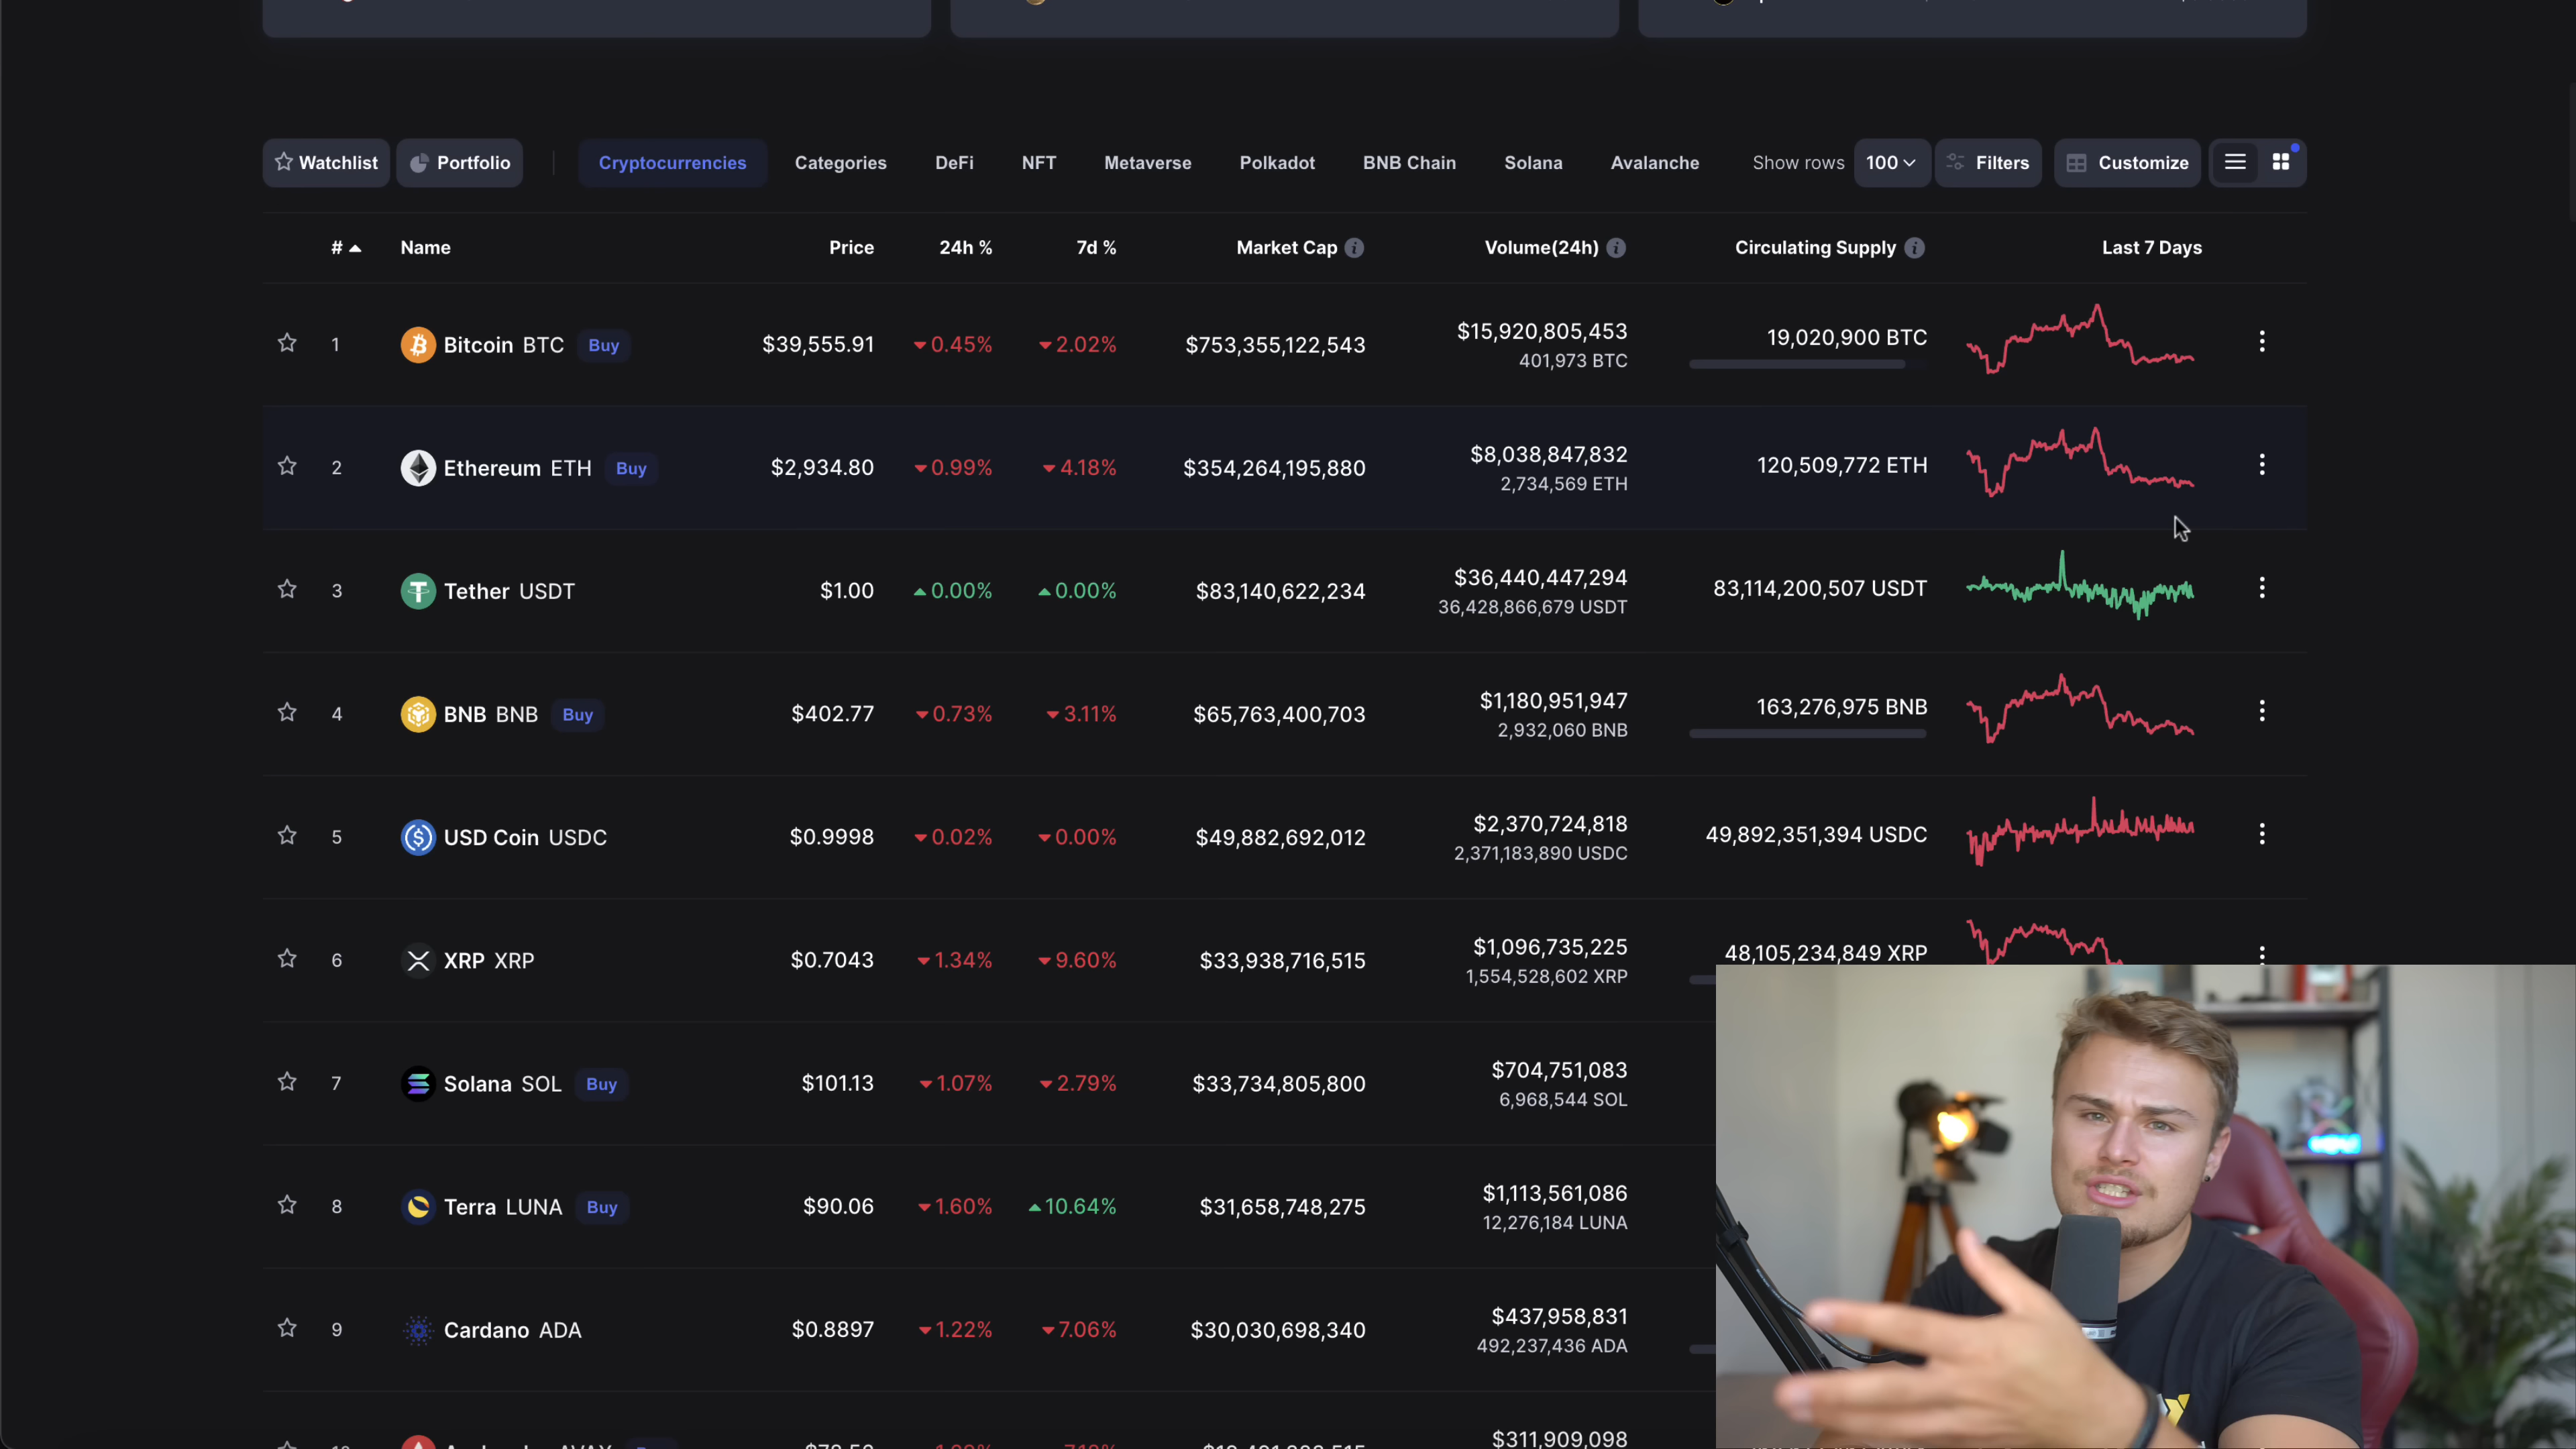 Watchlist Portfolio Cryptocurrencies Categories DeFi NFT Metaverse Polkadot BNB Chain Solana Avalanche Show rows 100 Filters Customize
# Name Price 24h % 7d % Market Cap Volume(24h) Circulating Supply Last 7 Days
1 Bitcoin BTC Buy $39,555.91 0.45% 2.02% $753,355,122,543 $15,920,805,453 19,020,900 BTC
401,973 BTC
2 Ethereum ETH Buy $2,934.80 0.99% 4.18% $354,264,195,880 $8,038,847,832 120,509,772 ETH
2,734,569 ETH
3 Tether USDT $1.00 0.00% 0.00% $83,140,622,234 $36,440,447,294 83,114,200,507 USDT
36,428,866,679 USDT
4 BNB BNB Buy $402.77 0.73% 3.11% $65,763,400,703 $1,180,951,947 163,276,975 BNB
2,932,060 BNB
5 USD Coin USDC $0.9998 0.02% 0.00% $49,882,692,012 $2,370,724,818 49,892,351,394 USDC
2,371,183,890 USDC
6 XRP XRP $0.7043 1.34% 9.60% $33,938,716,515 $1,096,735,225 48,105,234,849 XRP
1,554,528,602 XRP
7 Solana SOL Buy $101.13 1.07% 2.79% $33,734,805,800 $704,751,083
6,968,544 SOL
8 Terra LUNA Buy $90.06 1.60% 10.64% $31,658,748,275 $1,113,561,086
12,276,184 LUNA
9 Cardano ADA $0.8897 1.22% 7.06% $30,030,698,340 $437,958,831
492,237,436 ADA
$311,909,098